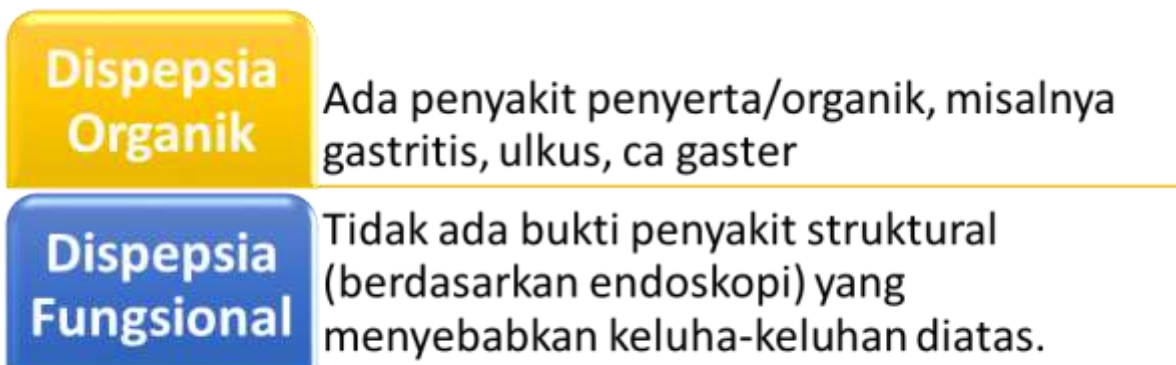 Dispepsia
Organik
Ada penyakit penyerta/organik, misalnya
gastritis, ulkus, ca gaster
Dispepsia
Fungsional
Tidak ada bukti penyakit struktural
(berdasarkan endoskopi) yang
menyebabkan keluha-keluhan diatas.